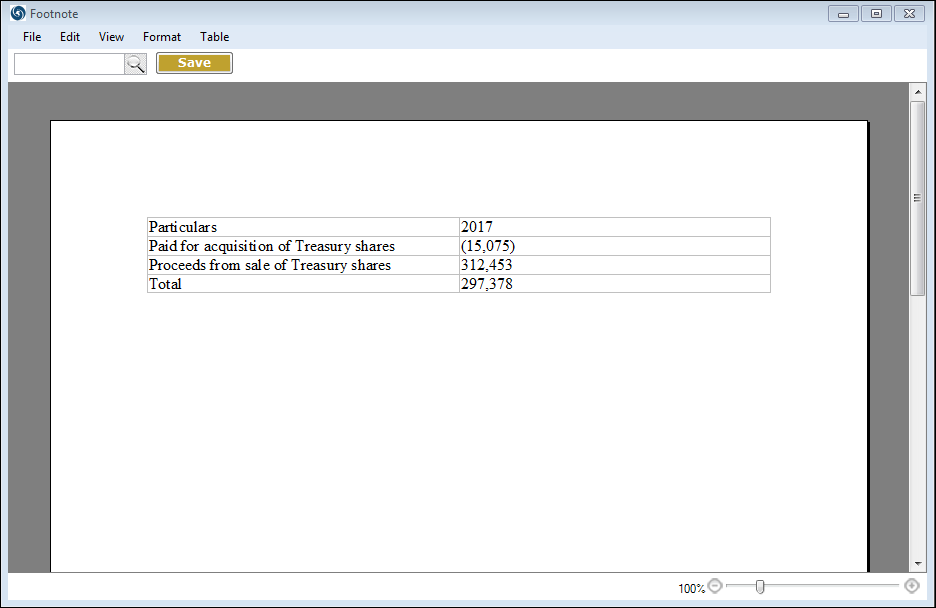 Footnote
File Edit View Format Table
Save
Particulars 2017
Paid for acquisition of Treasury shares (15,075)
Proceeds from sale of Treasury shares 312,453
Total 297,378
100%